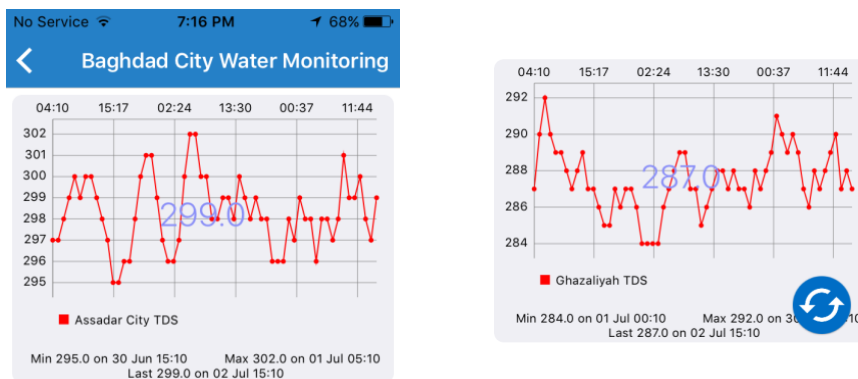 No Service 7:16 PM 68%
Baghdad City Water Monitoring
04:10 15:17 02:24 13:30 00:37 11:44
302
301
300
299
298
297
296
295
299.0
Assadar City TDS
Min 295.0 on 30 Jun 15:10 Max 302.0 on 01 Jul 05:10
Last 299.0 on 02 Jul 15:10
04:10 15:17 02:24 13:30 00:37 11:44
292
290
288
286
284
287.0
Ghazaliyah TDS
Min 284.0 on 01 Jul 00:10 Max 292.0 on
Last 287.0 on 02 Jul 15:10